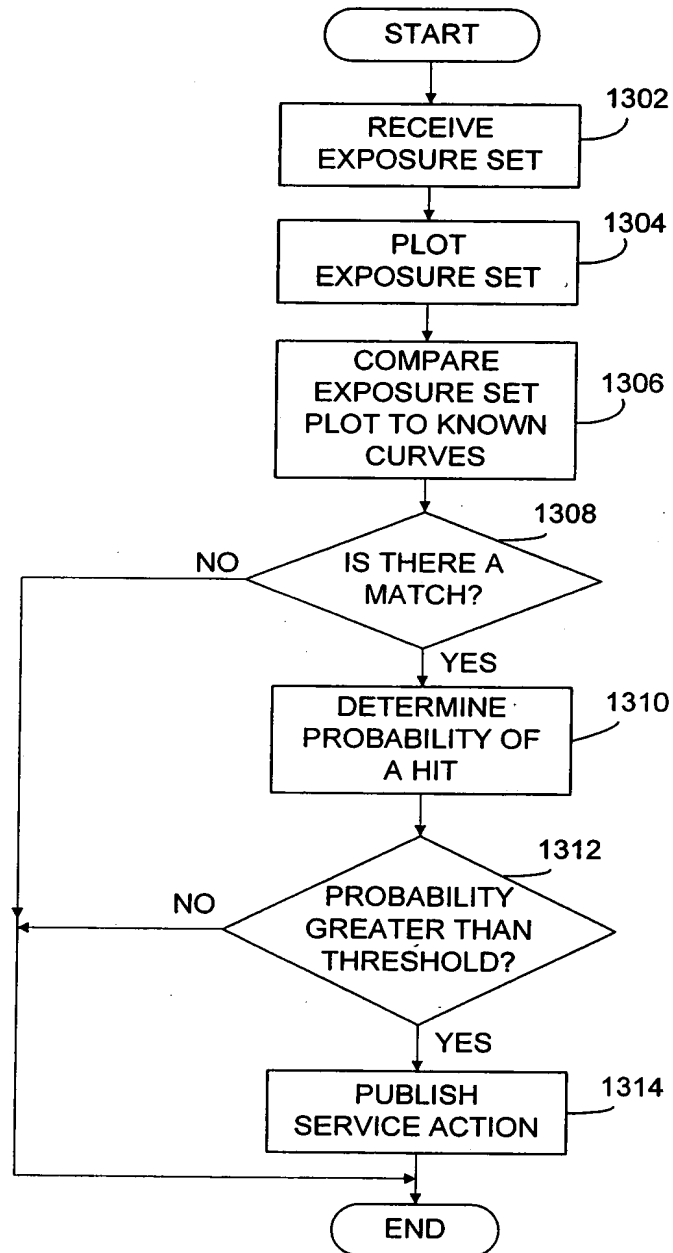 START
1302
RECEIVE
EXPOSURE SET
1304
PLOT
EXPOSURE SET
COMPARE
EXPOSURE SET
PLOT TO KNOWN
CURVES
1306
1308
NO
IS THERE A
MATCH?
YES
DETERMINE
PROBABILITY OF
A HIT
1310
1312
NO
PROBABILITY
GREATER THAN
THRESHOLD?
YES
PUBLISH
SERVICE ACTION
1314
END